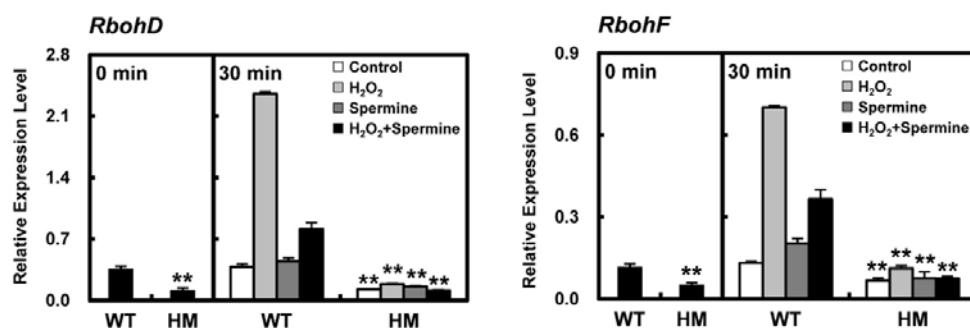 RbohD
Relative Expression Level
2.8
2.1
1.4
0.7
0.0
0 min
30 min
Control
H₂O₂
Spermine
H₂O₂+Spermine
**
** ** ** **
WT HM WT HM
RbohF
Relative Expression Level
0.9
0.6
0.3
0.0
0 min
30 min
Control
H₂O₂
Spermine
H₂O₂+Spermine
**
** ** ** **
WT HM WT HM